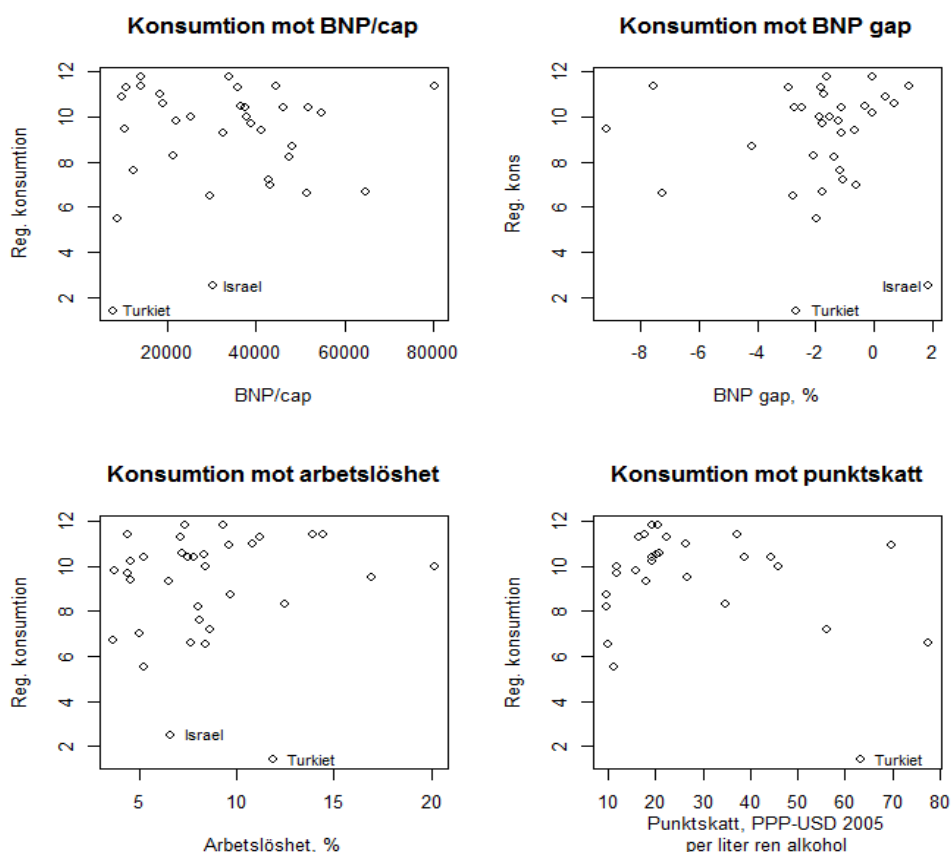 Konsumtion mot BNP/cap
Reg. konsumtion
12
10
8
6
4
2
Israel
Turkiet
20000 40000 60000 80000
BNP/cap
Konsumtion mot BNP gap
Reg. kons
12
10
8
6
4
2
Israel
Turkiet
-8 -6 -4 -2 0 2
BNP gap, %
Konsumtion mot arbetslöshet
Reg. konsumtion
12
10
8
6
4
2
Israel
Turkiet
5 10 15 20
Arbetslöshet, %
Konsumtion mot punktskatt
Reg. konsumtion
12
10
8
6
4
2
Turkiet
10 20 30 40 50 60 70 80
Punktskatt, PPP-USD 2005
per liter ren alkohol